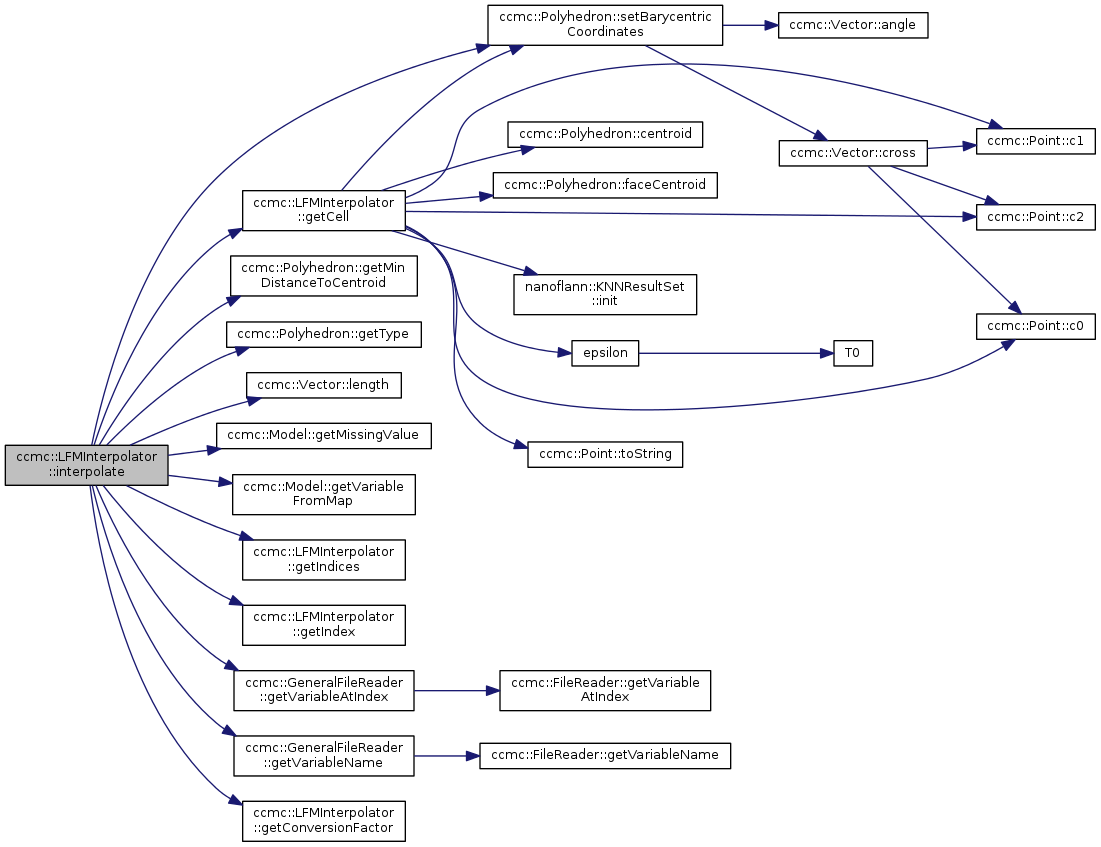 ccmc::Polyhedron::setBarycentric
Coordinates
ccmc::Vector::angle
ccmc::Polyhedron::centroid
ccmc::Point::c1
ccmc::Vector::cross
ccmc::Polyhedron::faceCentroid
ccmc::LFMInterpolator
::getCell
ccmc::Point::c2
ccmc::Polyhedron::getMin
DistanceToCentroid
nanoflann::KNNResultSet
::init
ccmc::Polyhedron::getType
ccmc::Point::c0
epsilon
T0
ccmc::Vector::length
ccmc::Model::getMissingValue
ccmc::Point::toString
ccmc::LFMInterpolator
::interpolate
ccmc::Model::getVariable
FromMap
ccmc::LFMInterpolator
::getIndices
ccmc::LFMInterpolator
::getIndex
ccmc::GeneralFileReader
::getVariableAtIndex
ccmc::FileReader::getVariable
AtIndex
ccmc::GeneralFileReader
::getVariableName
ccmc::FileReader::getVariableName
ccmc::LFMInterpolator
::getConversionFactor